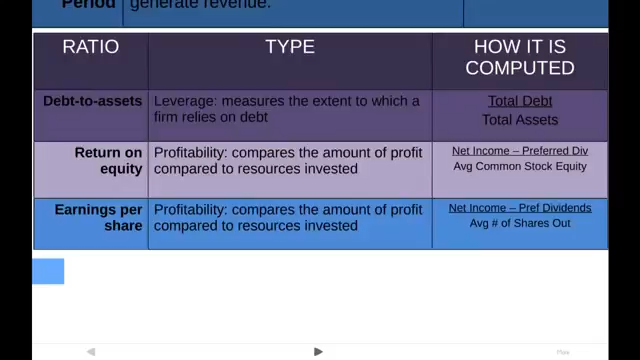 Period
generate revenue.
RATIO
TYPE
HOW IT IS
COMPUTED
Debt-to-assets
Leverage: measures the extent to which a
firm relies on debt
Total Debt
Total Assets
Return on
equity
Profitability: compares the amount of profit
compared to resources invested
Net Income – Preferred Div
Avg Common Stock Equity
Earnings per
share
Profitability: compares the amount of profit
compared to resources invested
Net Income – Pref Dividends
Avg # of Shares Out